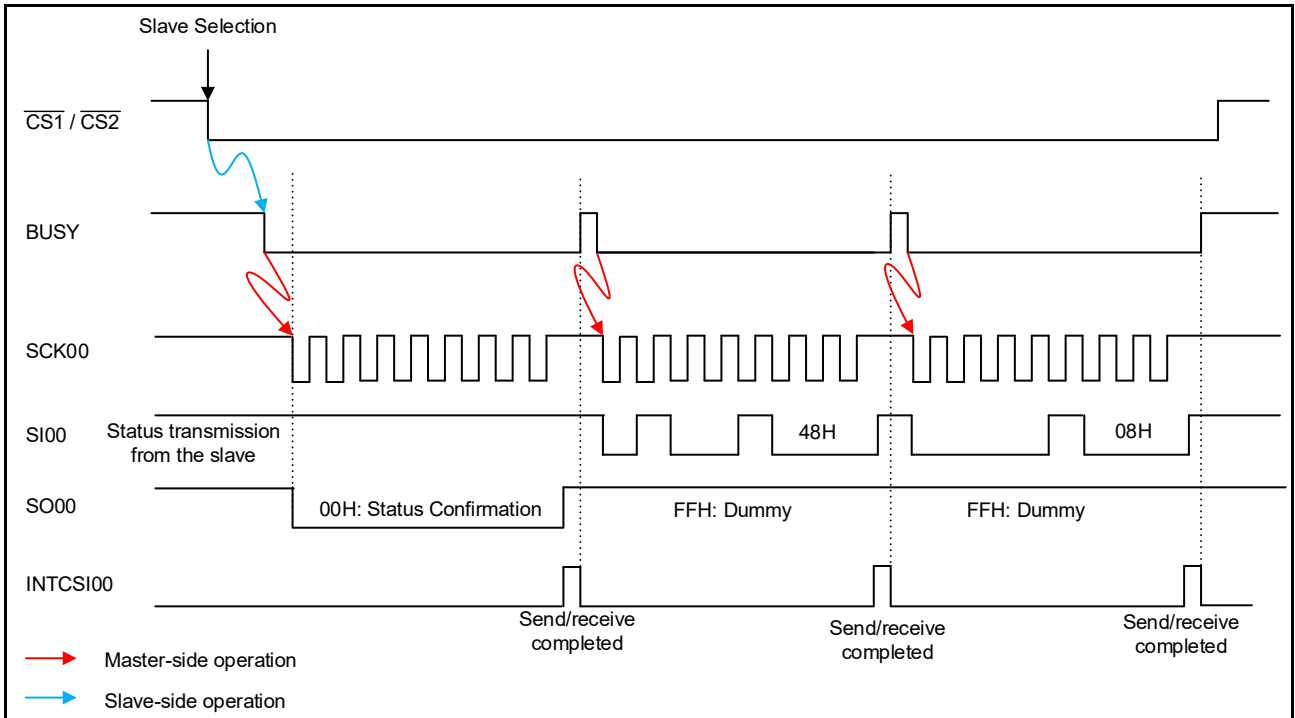 Slave Selection
CS1 / CS2
BUSY
SCK00
SI00
Status transmission
from the slave
48H
08H
SO00
00H: Status Confirmation
FFH: Dummy
FFH: Dummy
INTCSI00
Send/receive
completed
Send/receive
completed
Send/receive
completed
Master-side operation
Slave-side operation